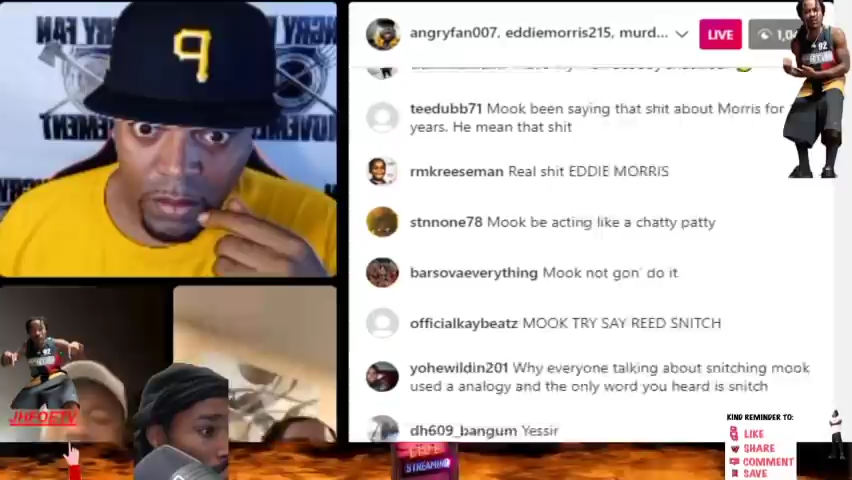 angryfan007, eddiemorris215, murd...
LIVE
teedubb71 Mook been saying that shit about Morris for
years. He mean that shit
rmkreeseman Real shit EDDIE MORRIS
stnnone78 Mook be acting like a chatty patty
barsovaeverything Mook not gon' do it
officialkaybeatz MOOK TRY SAY REED SNITCH
yohewildin201 Why everyone talking about snitching mook
used a analogy and the only word you heard is snitch
dh609_bangum Yessir
JHFOETV
KIND REMINDER TO:
LIKE
SHARE
COMMENT
SAVE
LIVE
STREAMING